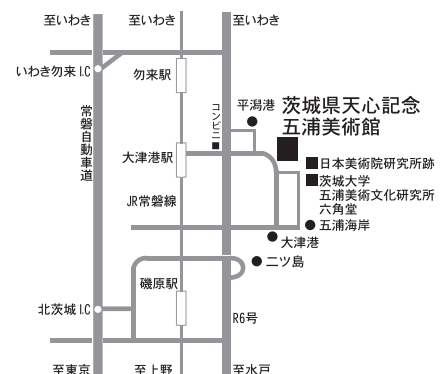 至いわき
至いわき
至いわき
いわき勿来 I.C
勿来駅
コンビニ
平潟港
茨城県天心記念
五浦美術館
常磐自動車道
大津港駅
日本美術院研究所跡
茨城大学
五浦美術文化研究所
六角堂
JR常磐線
五浦海岸
大津港
二ツ島
磯原駅
北茨城 I.C
R6号
至東京
至上野
至水戸